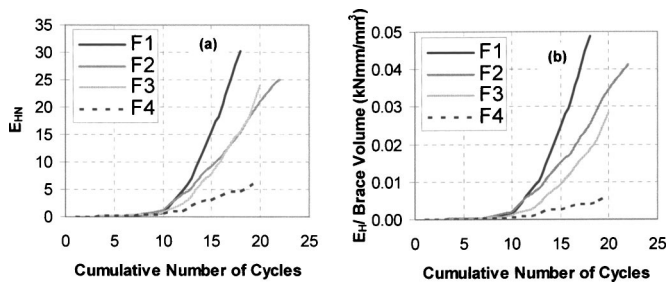 35
30
25
20
15
10
5
0
E_HN
F1
F2
F3
F4
(a)
0 5 10 15 20 25
Cumulative Number of Cycles
0.05
0.04
0.03
0.02
0.01
0.00
E_H/ Brace Volume (kNmm/mm³)
F1
F2
F3
F4
(b)
0 5 10 15 20 25
Cumulative Number of Cycles